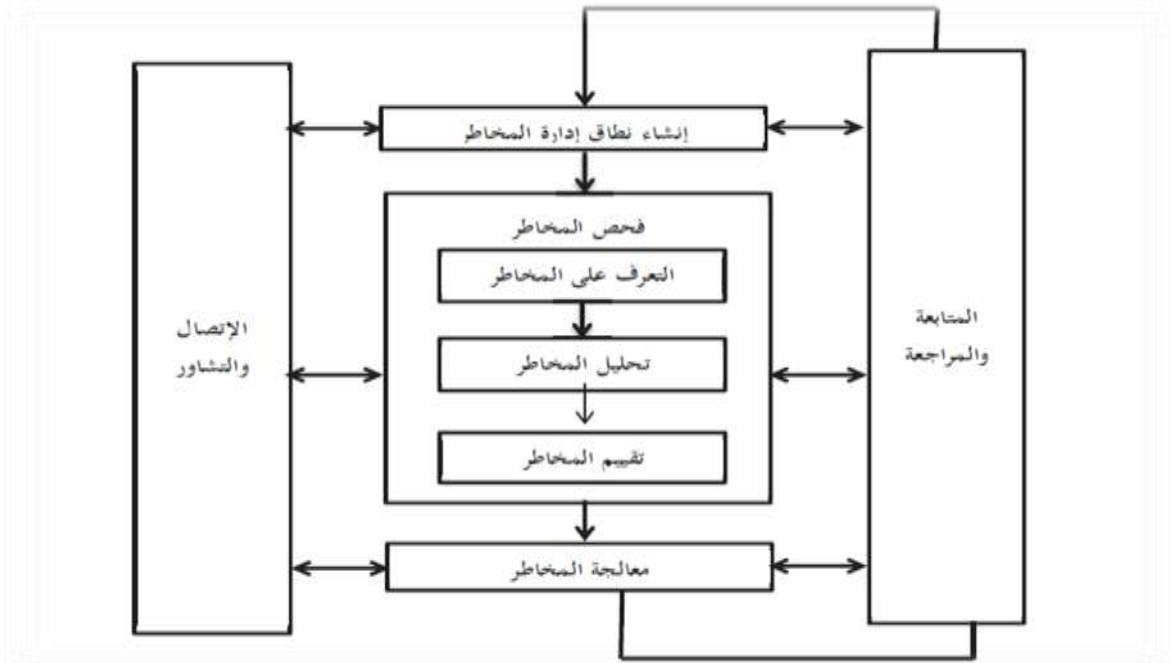 إنشاء نطاق إدارة المخاطر
فحص المخاطر
التعرف على المخاطر
تحليل المخاطر
تقييم المخاطر
معالجة المخاطر
المتابعة
والمراجعة
الإتصال
والتشاور